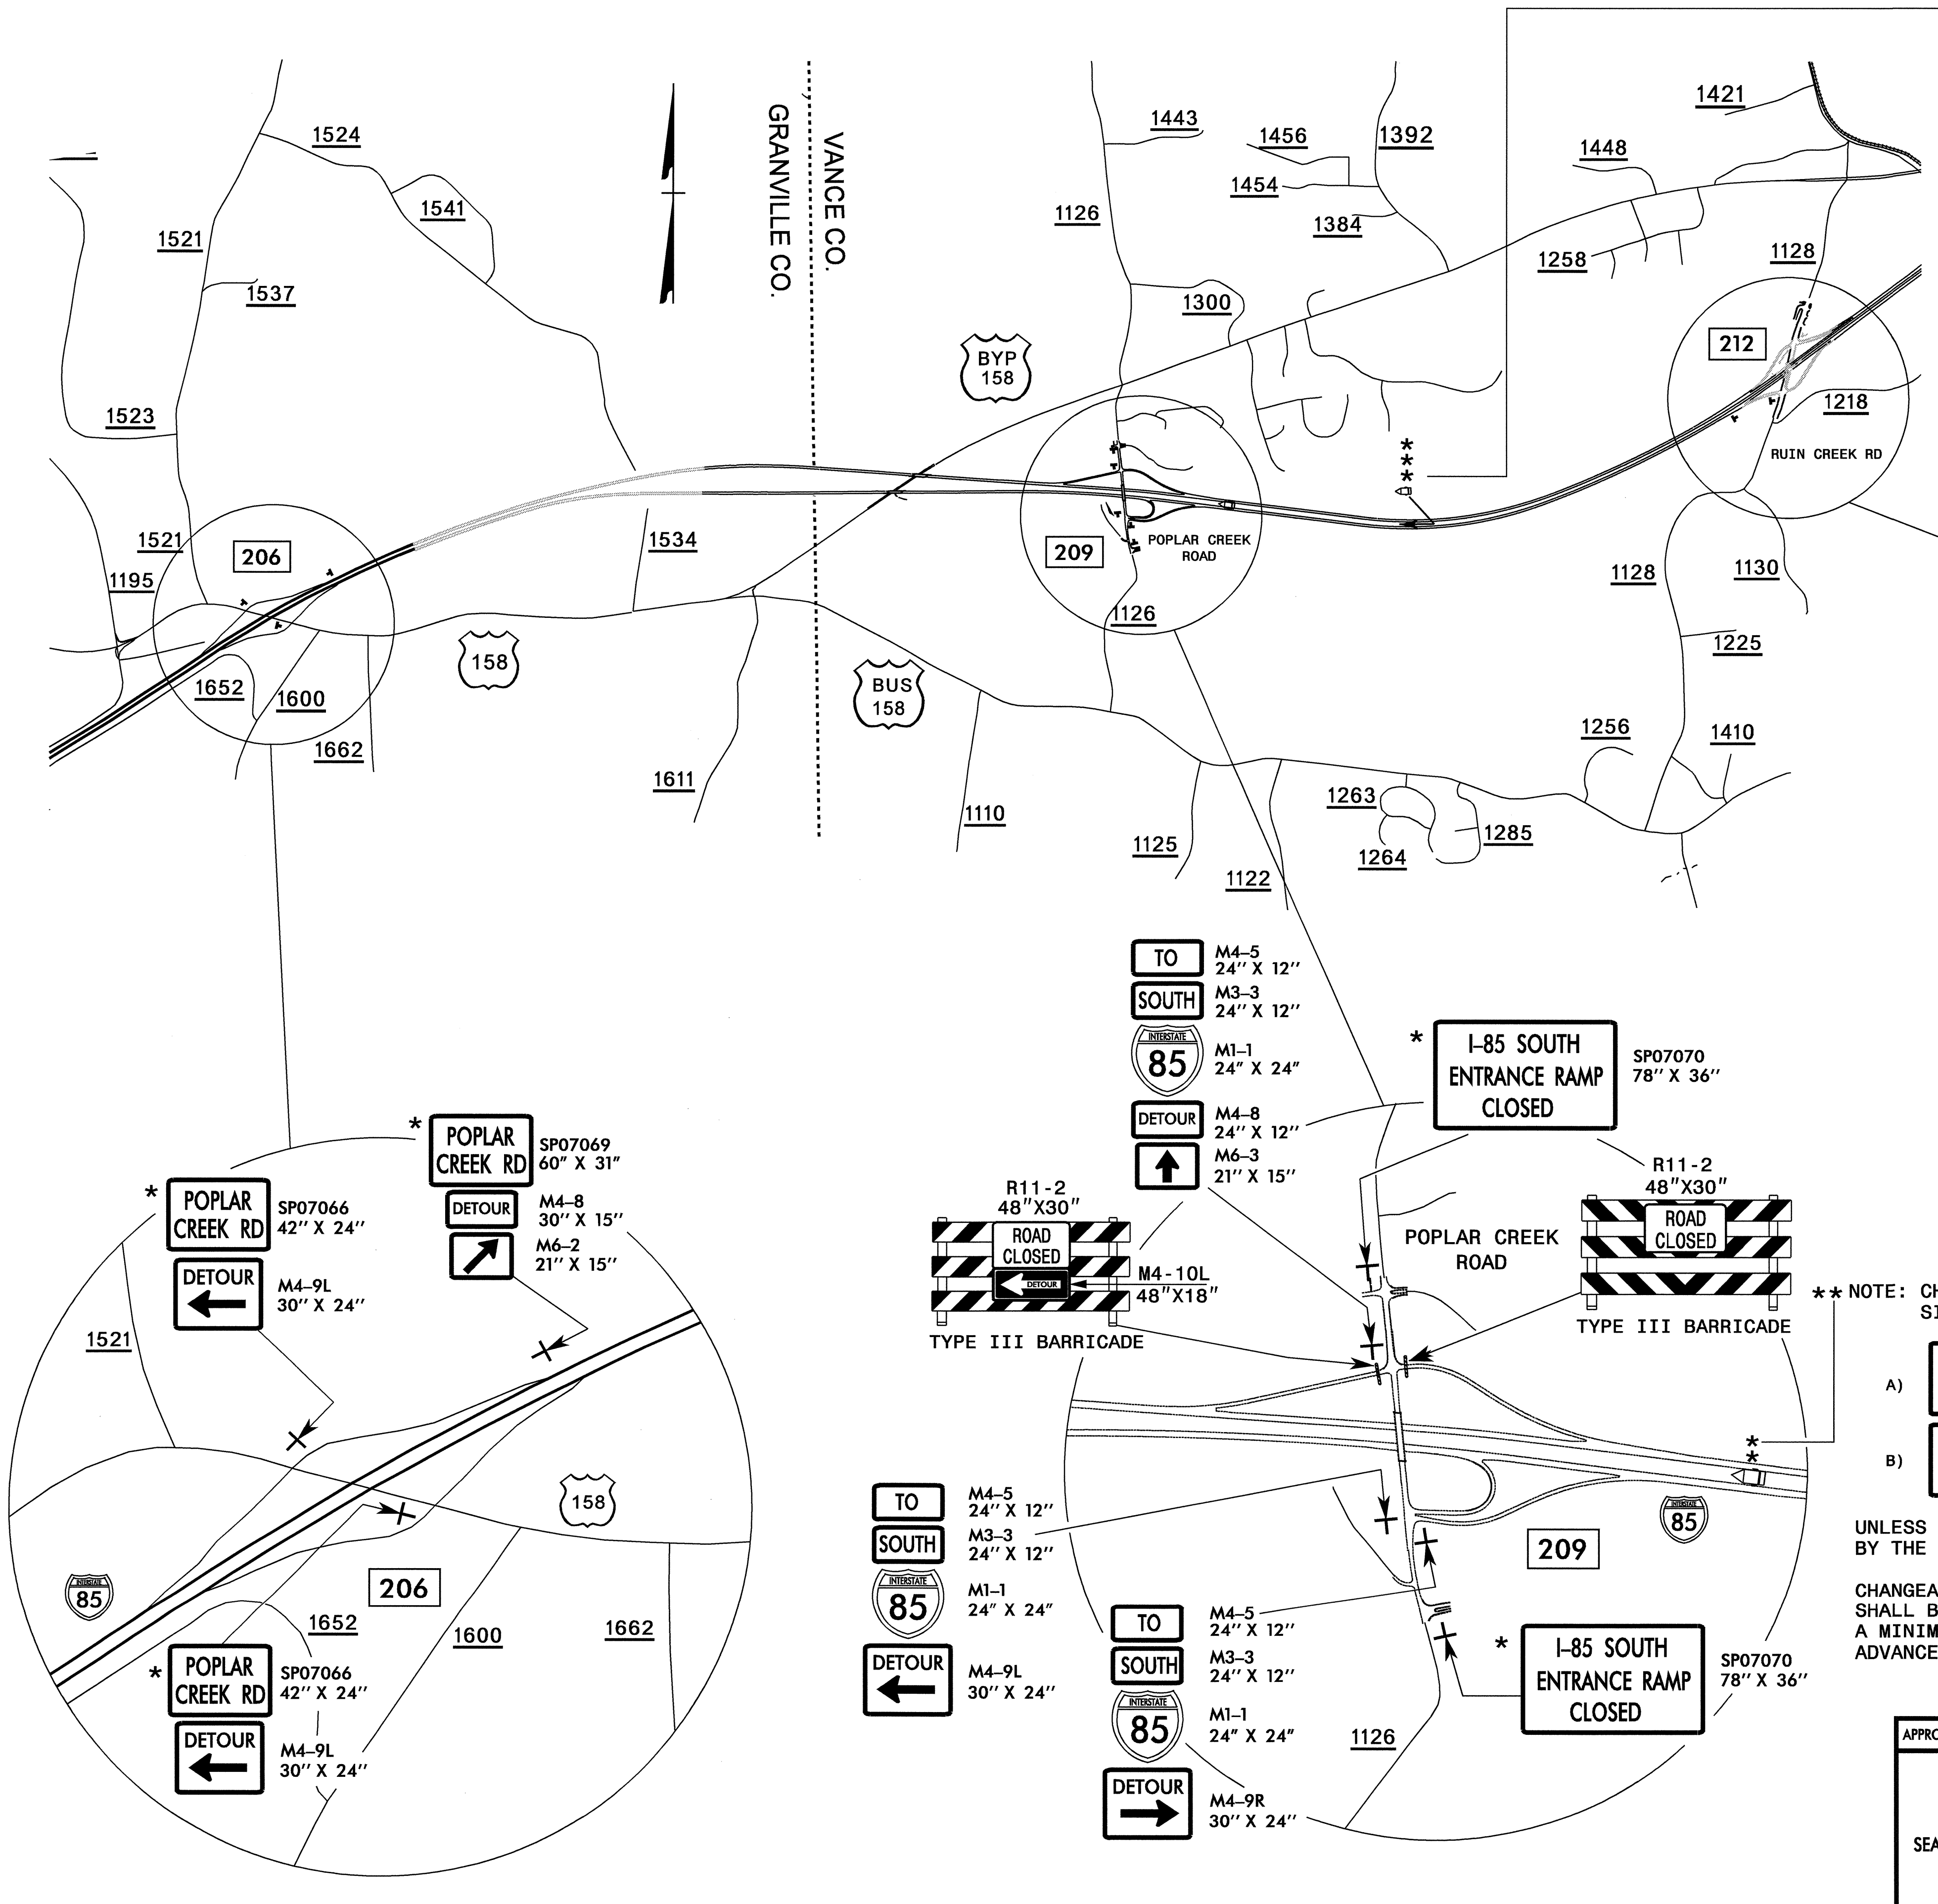 1421
1443
1524
1456
1392
1448
1454
1541
1126
1384
1521
VANCE CO.
GRANVILLE CO.
1258
1128
1537
1300
BYP
158
212
1523
1218
RUIN CREEK RD
***
1521
206
1534
209
POPLAR CREEK
ROAD
1195
1128
1130
1126
1225
158
1652
1600
BUS
158
1662
1256
1410
1611
1263
1110
1285
1125
1264
1122
TO
M4-5
24" X 12"
SOUTH
M3-3
24" X 12"
INTERSTATE
85
M1-1
24" X 24"
DETOUR
M4-8
24" X 12"
M6-3
21" X 15"
*
I-85 SOUTH
ENTRANCE RAMP
CLOSED
SP07070
78" X 36"
*
POPLAR
CREEK RD
SP07069
60" X 31"
DETOUR
M4-8
30" X 15"
M6-2
21" X 15"
*
POPLAR
CREEK RD
SP07066
42" X 24"
DETOUR
M4-9L
30" X 24"
R11-2
48"X30"
ROAD
CLOSED
DETOUR
M4-10L
48"X18"
TYPE III BARRICADE
POPLAR CREEK
ROAD
R11-2
48"X30"
ROAD
CLOSED
TYPE III BARRICADE
** NOTE: CH
SI
A)
B)
1521
158
INTERSTATE
85
206
1652
1600
1662
*
POPLAR
CREEK RD
SP07066
42" X 24"
DETOUR
M4-9L
30" X 24"
**
TO
M4-5
24" X 12"
SOUTH
M3-3
24" X 12"
INTERSTATE
85
M1-1
24" X 24"
DETOUR
M4-9L
30" X 24"
INTERSTATE
85
209
TO
M4-5
24" X 12"
SOUTH
M3-3
24" X 12"
INTERSTATE
85
M1-1
24" X 24"
DETOUR
M4-9R
30" X 24"
*
I-85 SOUTH
ENTRANCE RAMP
CLOSED
SP07070
78" X 36"
1126
UNLESS
BY THE
CHANGEA
SHALL B
A MINIM
ADVANCE
APPRO
SEA